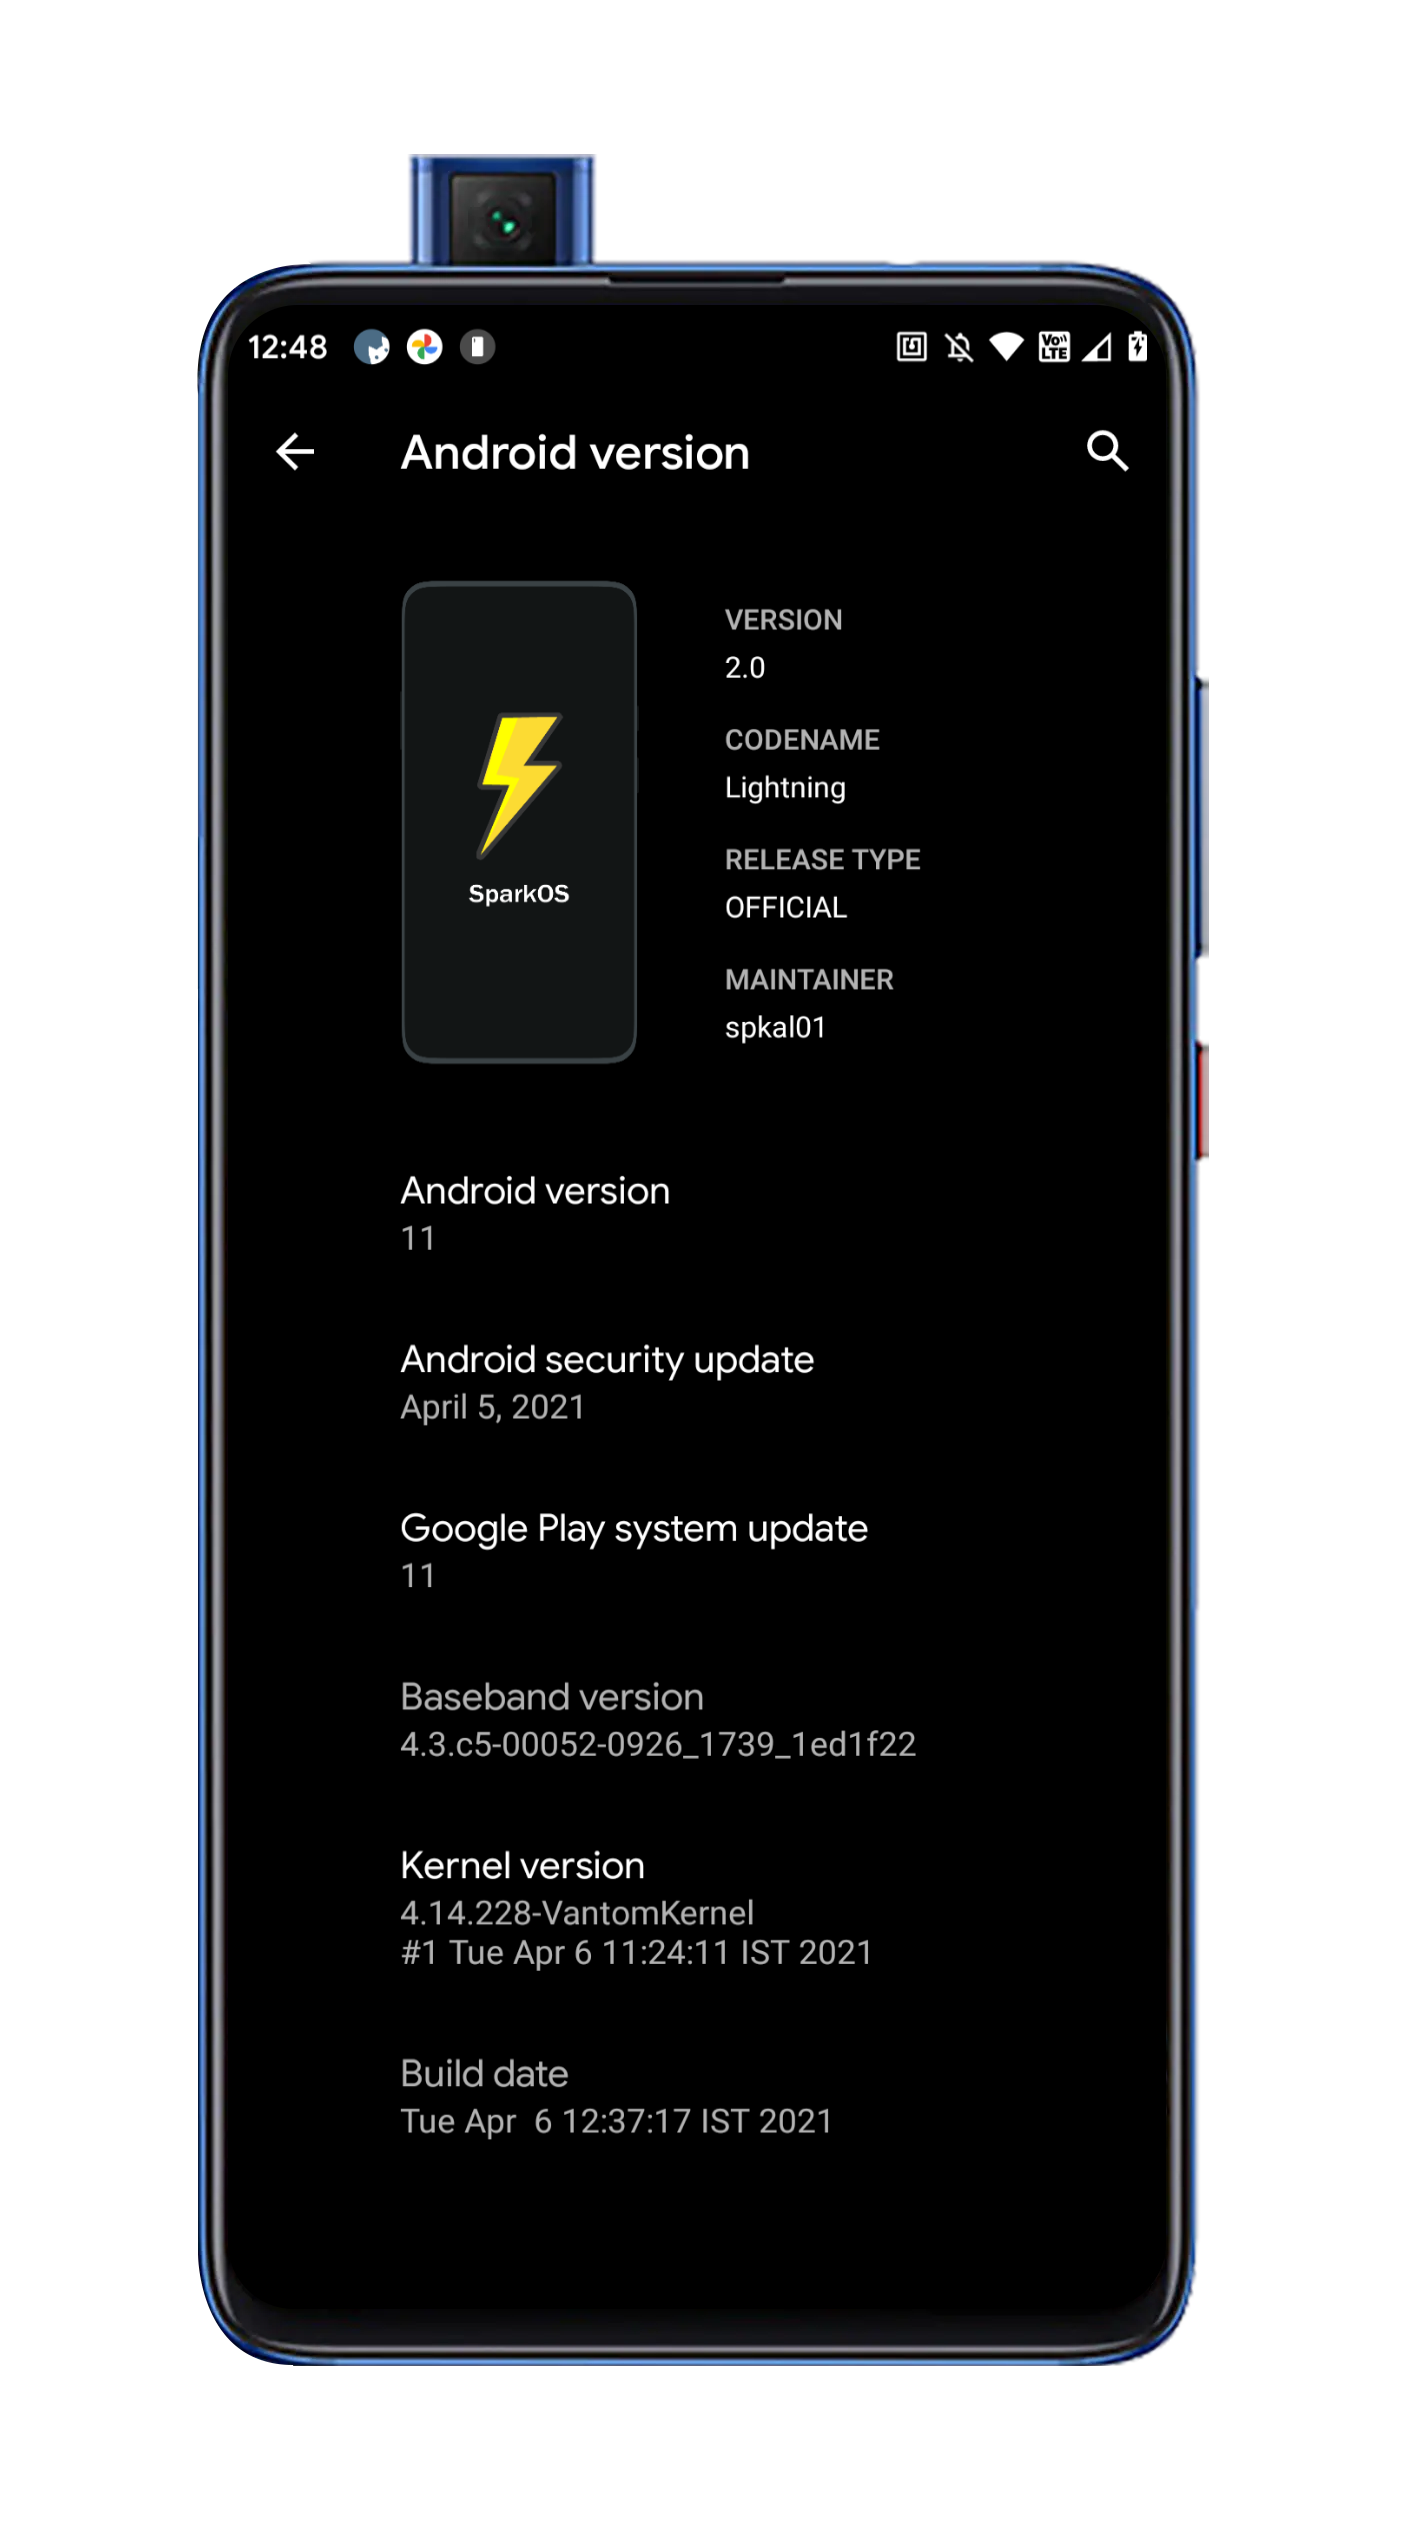 12:48
Vo)) LTE
Android version
SparkOS
VERSION
2.0
CODENAME
Lightning
RELEASE TYPE
OFFICIAL
MAINTAINER
spkal01
Android version
11
Android security update
April 5, 2021
Google Play system update
11
Baseband version
4.3.c5-00052-0926_1739_1ed1f22
Kernel version
4.14.228-VantomKernel
#1 Tue Apr 6 11:24:11 IST 2021
Build date
Tue Apr  6 12:37:17 IST 2021